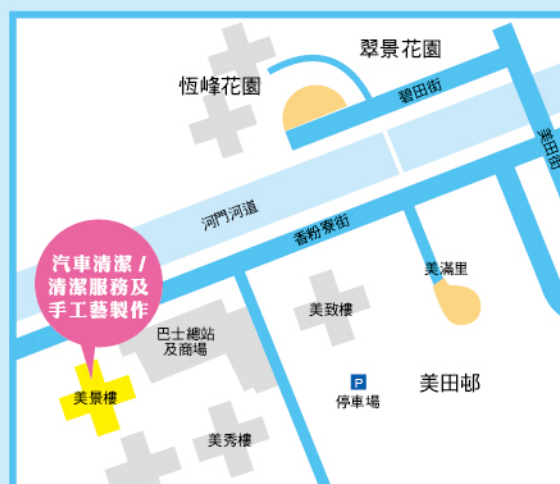 翠景花園
恆峰花園
碧田街
美田街
河門河道
香粉寮街
汽車清潔 /
清潔服務及
手工藝製作
美滿里
美致樓
巴士總站
及商場
P
停車場
美田邨
美景樓
美秀樓